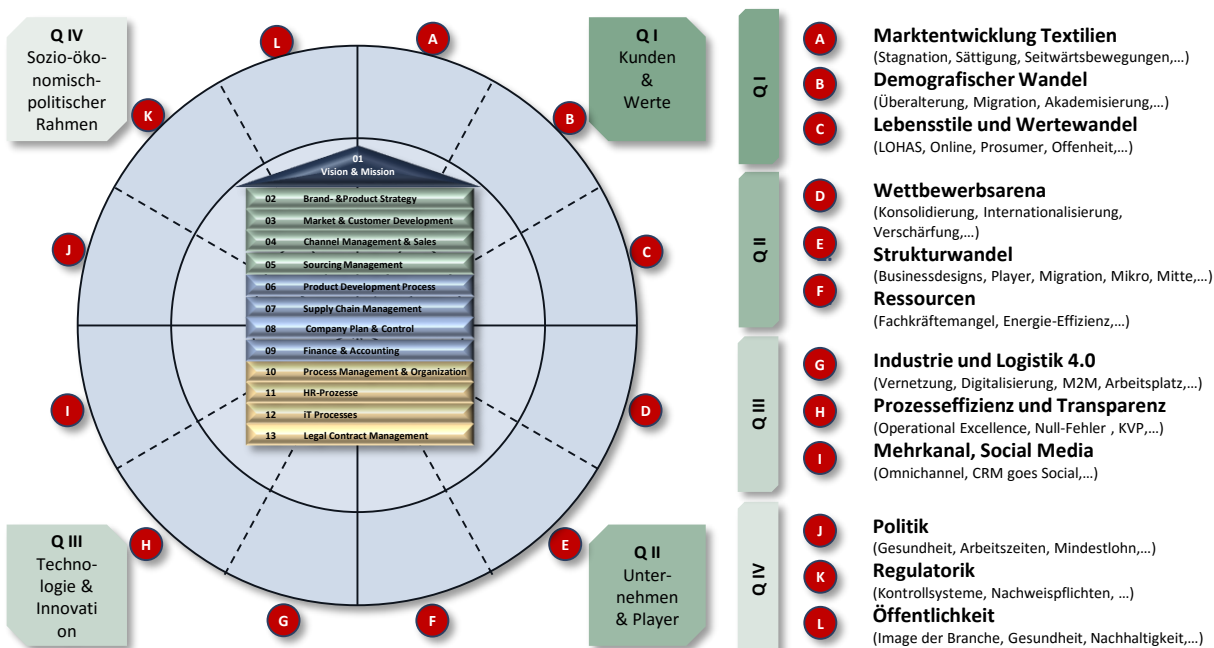 Q IV
Sozio-öko-
nomisch-
politischer
Rahmen
L
A
Q I
Kunden
&
Werte
K
B
J
C
I
D
H
E
G
F
01
Vision & Mission
02 Brand- &Product Strategy
03 Market & Customer Development
04 Channel Management & Sales
05 Sourcing Management
06 Product Development Process
07 Supply Chain Management
08 Company Plan & Control
09 Finance & Accounting
10 Process Management & Organization
11 HR-Prozesse
12 iT Processes
13 Legal Contract Management
Q III
Techno-
logie &
Innovati
on
Q II
Unter-
nehmen
& Player
Q I
A Marktentwicklung Textilien
(Stagnation, Sättigung, Seitwärtsbewegungen,...)
B Demografischer Wandel
(Überalterung, Migration, Akademisierung,...)
C Lebensstile und Wertewandel
(LOHAS, Online, Prosumer, Offenheit,...)
Q II
D Wettbewerbsarena
(Konsolidierung, Internationalisierung,
Verschärfung,...)
E Strukturwandel
(Businessdesigns, Player, Migration, Mikro, Mitte,...)
F Ressourcen
(Fachkräftemangel, Energie-Effizienz,...)
Q III
G Industrie und Logistik 4.0
(Vernetzung, Digitalisierung, M2M, Arbeitsplatz,...)
H Prozesseffizienz und Transparenz
(Operational Excellence, Null-Fehler , KVP,...)
I Mehrkanal, Social Media
(Omnichannel, CRM goes Social,...)
Q IV
J Politik
(Gesundheit, Arbeitszeiten, Mindestlohn,...)
K Regulatorik
(Kontrollsysteme, Nachweispflichten, ...)
L Öffentlichkeit
(Image der Branche, Gesundheit, Nachhaltigkeit,...)